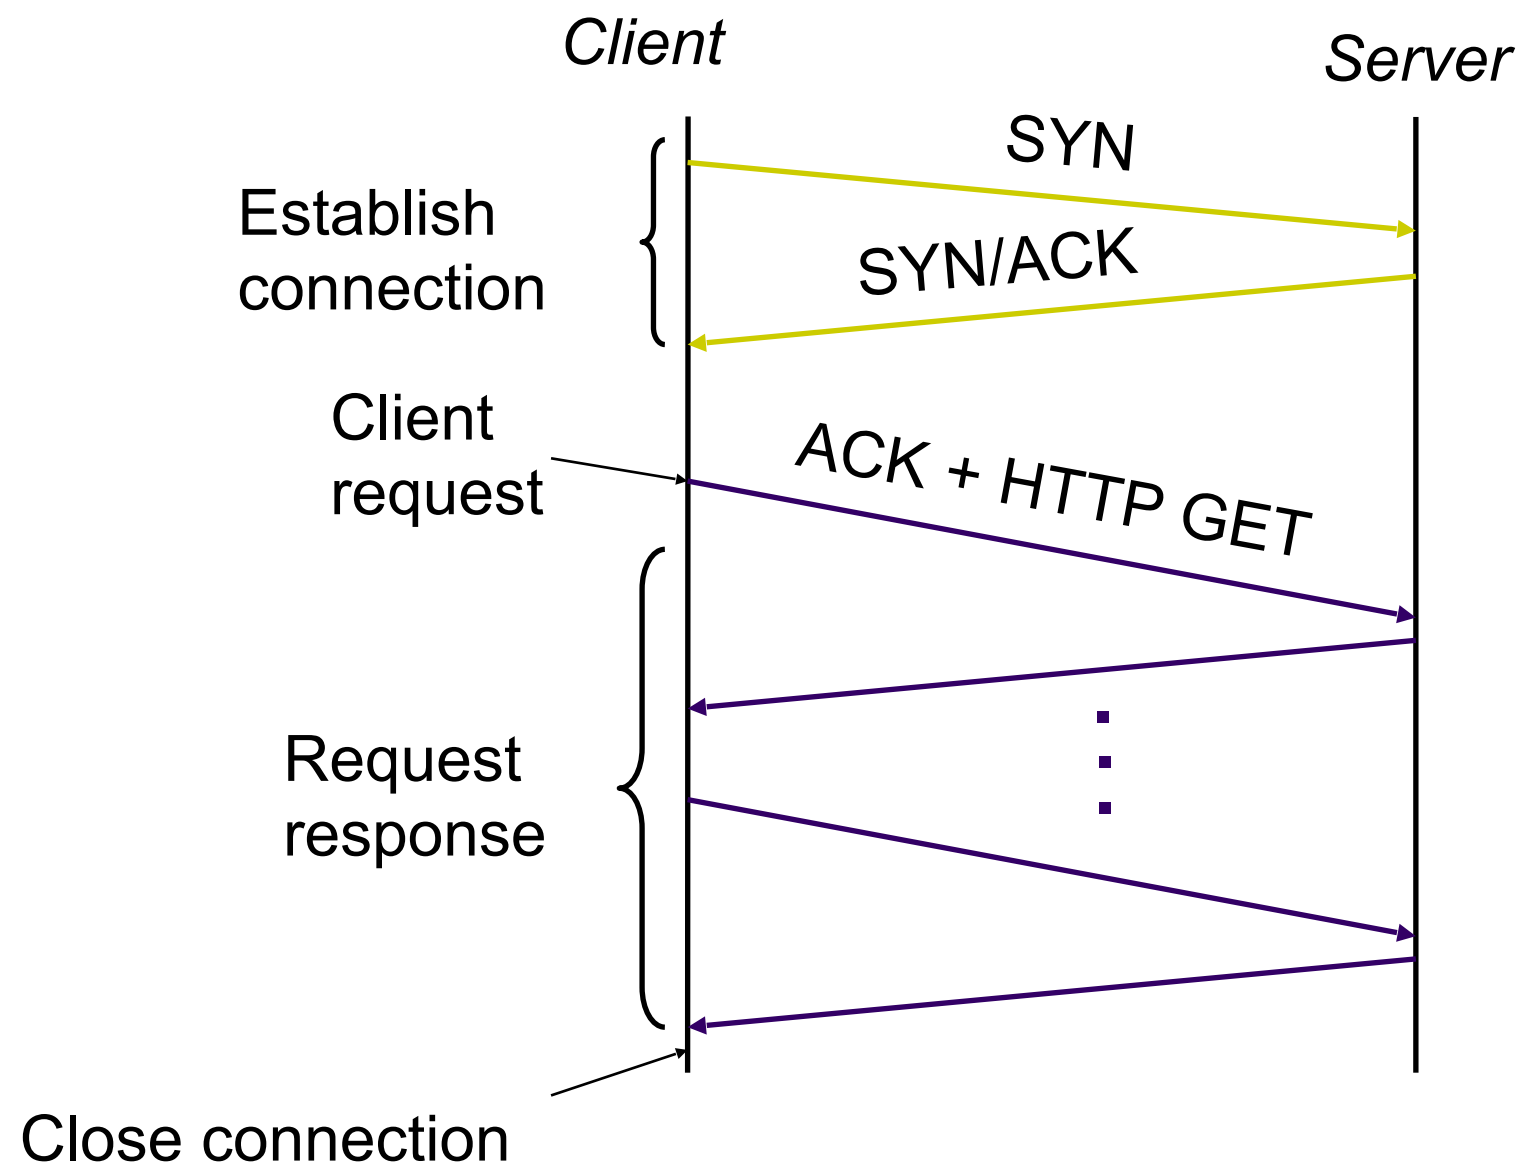 Client
Server
SYN
Establish
connection
SYN/ACK
Client
request
ACK + HTTP GET
Request
response
Close connection